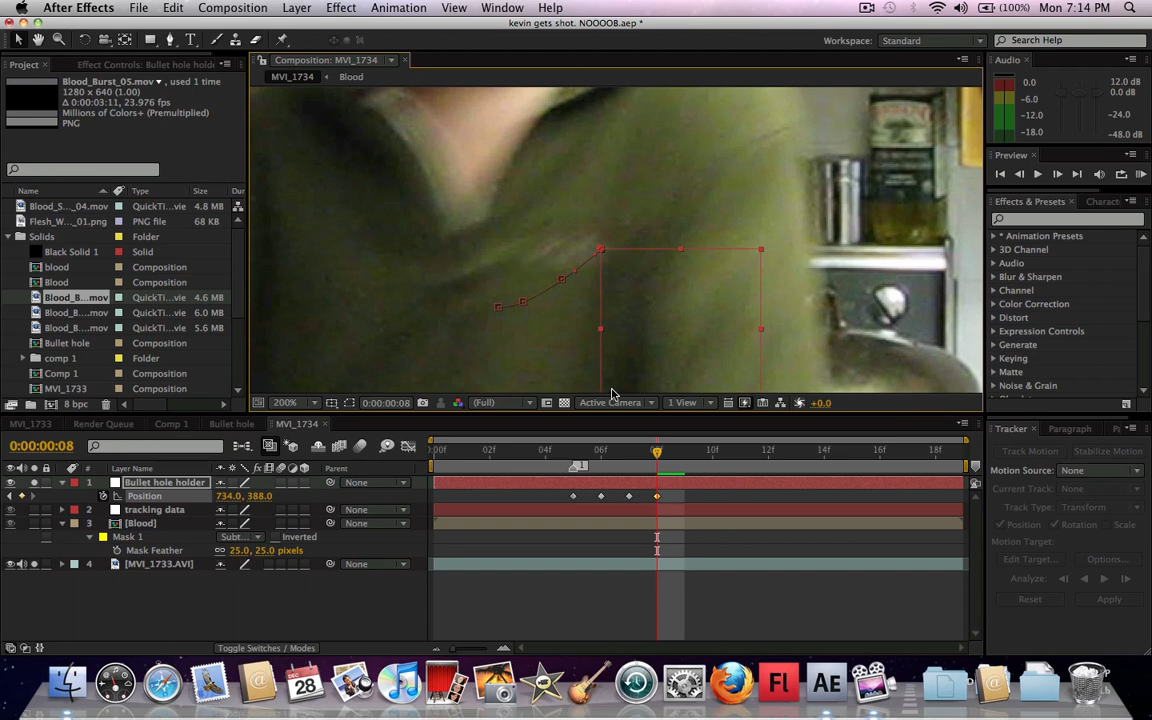 After Effects File Edit Composition Layer Effect Animation View Window Help (100%) Mon 7:14 PM
kevin gets shot. NOOOOB.aep *
Workspace: Standard Search Help
Project Effect Controls: Bullet hole holde
Composition: MVI_1734
Audio
MVI_1734 Blood
Blood_Burst_05.mov, used 1 time
1280 x 640 (1.00)
Δ 0:00:03:11, 23.976 fps
Millions of Colors+ (Premultiplied)
PNG
0.0 12.0 dB
-6.0 0.0 dB
-12.0 -24.0
-18.0 -48.0 dB
Preview
Name Type Size Dur
Blood_S..._04.mov QuickTi...vie 4.8 MB
Flesh_W..._01.png PNG file 68 KB
Solids Folder
Black Solid 1 Solid
blood Composition
Blood Composition
Blood_B....mov QuickTi...vie 4.6 MB
Blood_B....mov QuickTi...vie 6.0 MB
Blood_B....mov QuickTi...vie 5.6 MB
Bullet hole Composition
comp 1 Folder
Comp 1 Composition
MVI_1733 Composition
8 bpc
Effects & Presets Charact
* Animation Presets
3D Channel
Audio
Blur & Sharpen
Channel
Color Correction
Distort
Expression Controls
Generate
Keying
Matte
Noise & Grain
200% 0:00:00:08 (Full) Active Camera 1 View +0.0
MVI_1733 Render Queue Comp 1 Bullet hole MVI_1734
0:00:00:08
:00f 02f 04f 06f 08f 10f 12f 14f 16f 18f
1
# Layer Name Parent
1 Bullet hole holder None
Position 734.0, 388.0
2 tracking data None
3 [Blood] None
Mask 1 Subt... Inverted
Mask Feather 25.0, 25.0 pixels
4 [MVI_1733.AVI] None
Toggle Switches / Modes
Tracker Paragraph
Track Motion Stabilize Motion
Motion Source: None
Current Track: None
Track Type: Transform
Position Rotation Scale
Motion Target:
Edit Target... Options...
Analyze:
Reset Apply
DEC
28
Fl
Ae